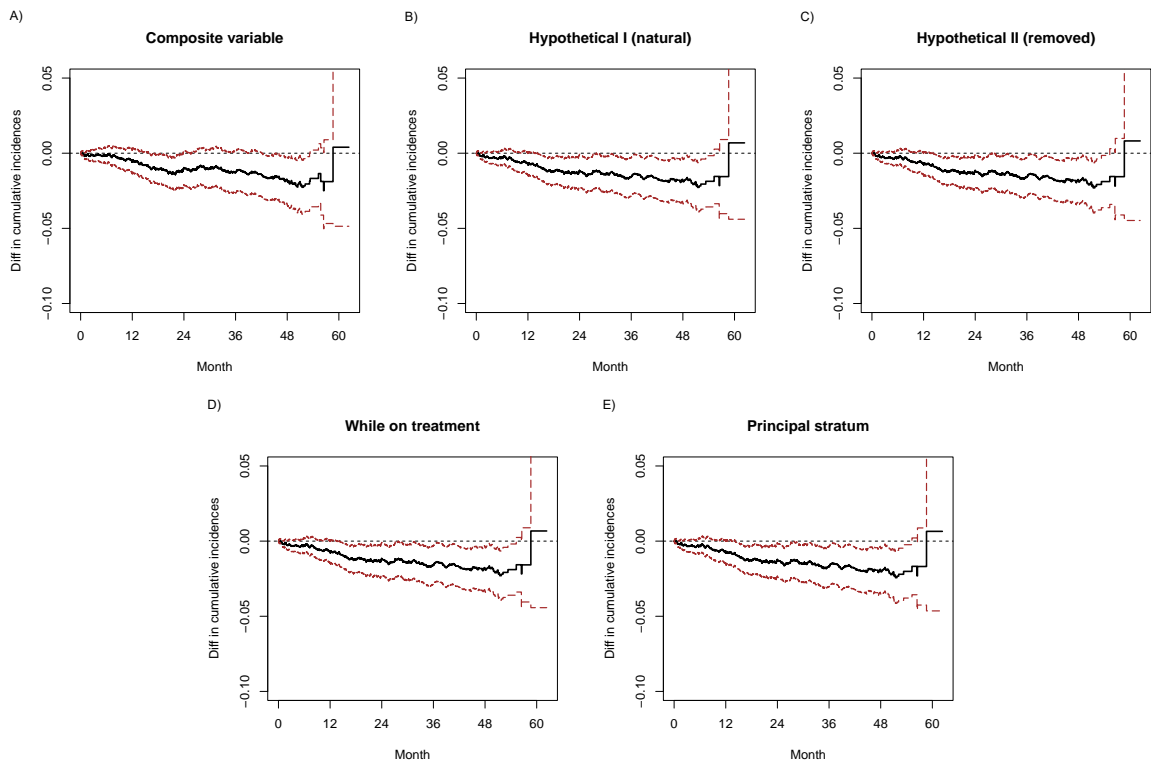 A)
Composite variable
Diff in cumulative incidences
0.05
0.00
−0.05
−0.10
0 12 24 36 48 60
Month
B)
Hypothetical I (natural)
Diff in cumulative incidences
0.05
0.00
−0.05
−0.10
0 12 24 36 48 60
Month
C)
Hypothetical II (removed)
Diff in cumulative incidences
0.05
0.00
−0.05
−0.10
0 12 24 36 48 60
Month
D)
While on treatment
Diff in cumulative incidences
0.05
0.00
−0.05
−0.10
0 12 24 36 48 60
Month
E)
Principal stratum
Diff in cumulative incidences
0.05
0.00
−0.05
−0.10
0 12 24 36 48 60
Month